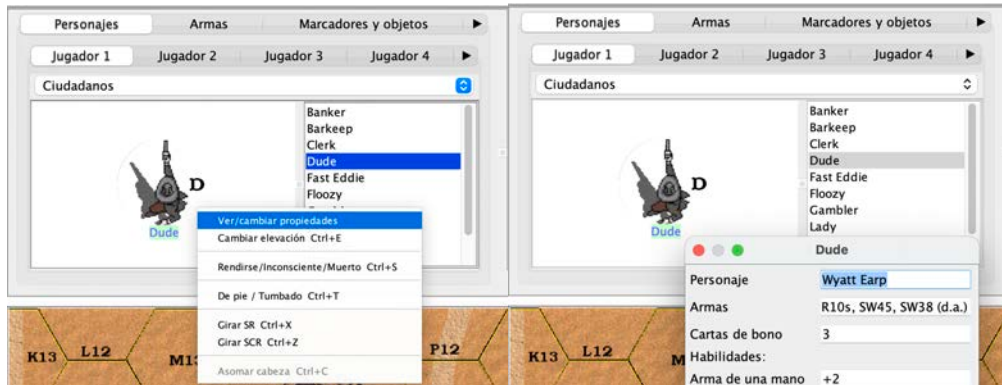 Personajes Armas Marcadores y objetos
Jugador 1 Jugador 2 Jugador 3 Jugador 4
Ciudadanos
Banker
Barkeep
Clerk
Dude
Fast Eddie
Floozy
D
Dude
Ver/cambiar propiedades
Cambiar elevación Ctrl+E
Rendirse/Inconsciente/Muerto Ctrl+S
De pie / Tumbado Ctrl+T
Girar SR Ctrl+X
Girar SCR Ctrl+Z
Asomar cabeza Ctrl+C
K13 L12 M13 P12
Personajes Armas Marcadores y objetos
Jugador 1 Jugador 2 Jugador 3 Jugador 4
Ciudadanos
Banker
Barkeep
Clerk
Dude
Fast Eddie
Floozy
Gambler
Lady
D
Dude
Dude
Personaje Wyatt Earp
Armas R10s, SW45, SW38 (d.a.)
Cartas de bono 3
Habilidades:
Arma de una mano +2
K13 L12 M